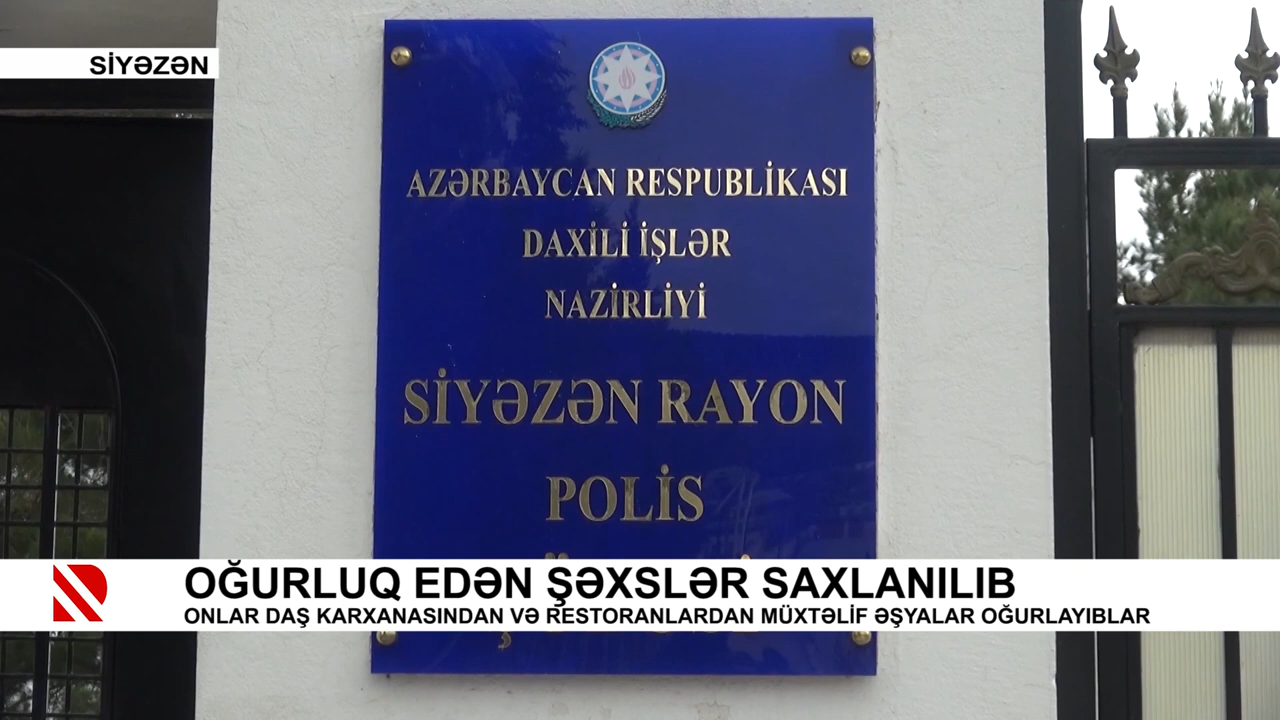 SİYƏZƏN
AZƏRBAYCAN RESPUBLİKASI
DAXİLİ İŞLƏR
NAZİRLİYİ
SİYƏZƏN RAYON
POLİS
OĞURLUQ EDƏN ŞƏXSLƏR SAXLANILIB
ONLAR DAŞ KARXANASINDAN VƏ RESTORANLARDAN MÜXTƏLİF ƏŞYALAR OĞURLAYIBLAR